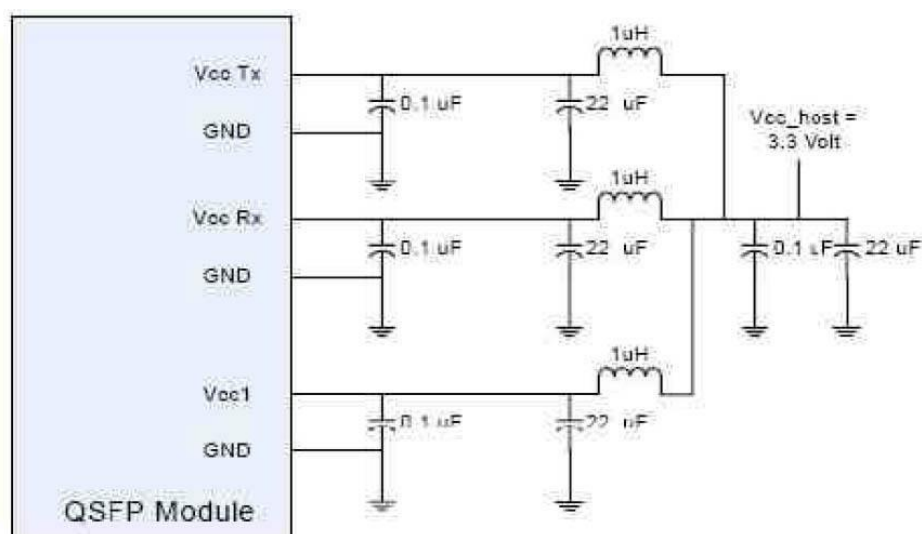 1uH
Vcc Tx
0.1 uF
22 uF
GND
Vcc_host =
3.3 Volt
1uH
Vcc Rx
0.1 uF
22 uF
0.1 uF
22 uF
GND
1uH
Vcc1
0.1 uF
22 uF
GND
QSFP Module